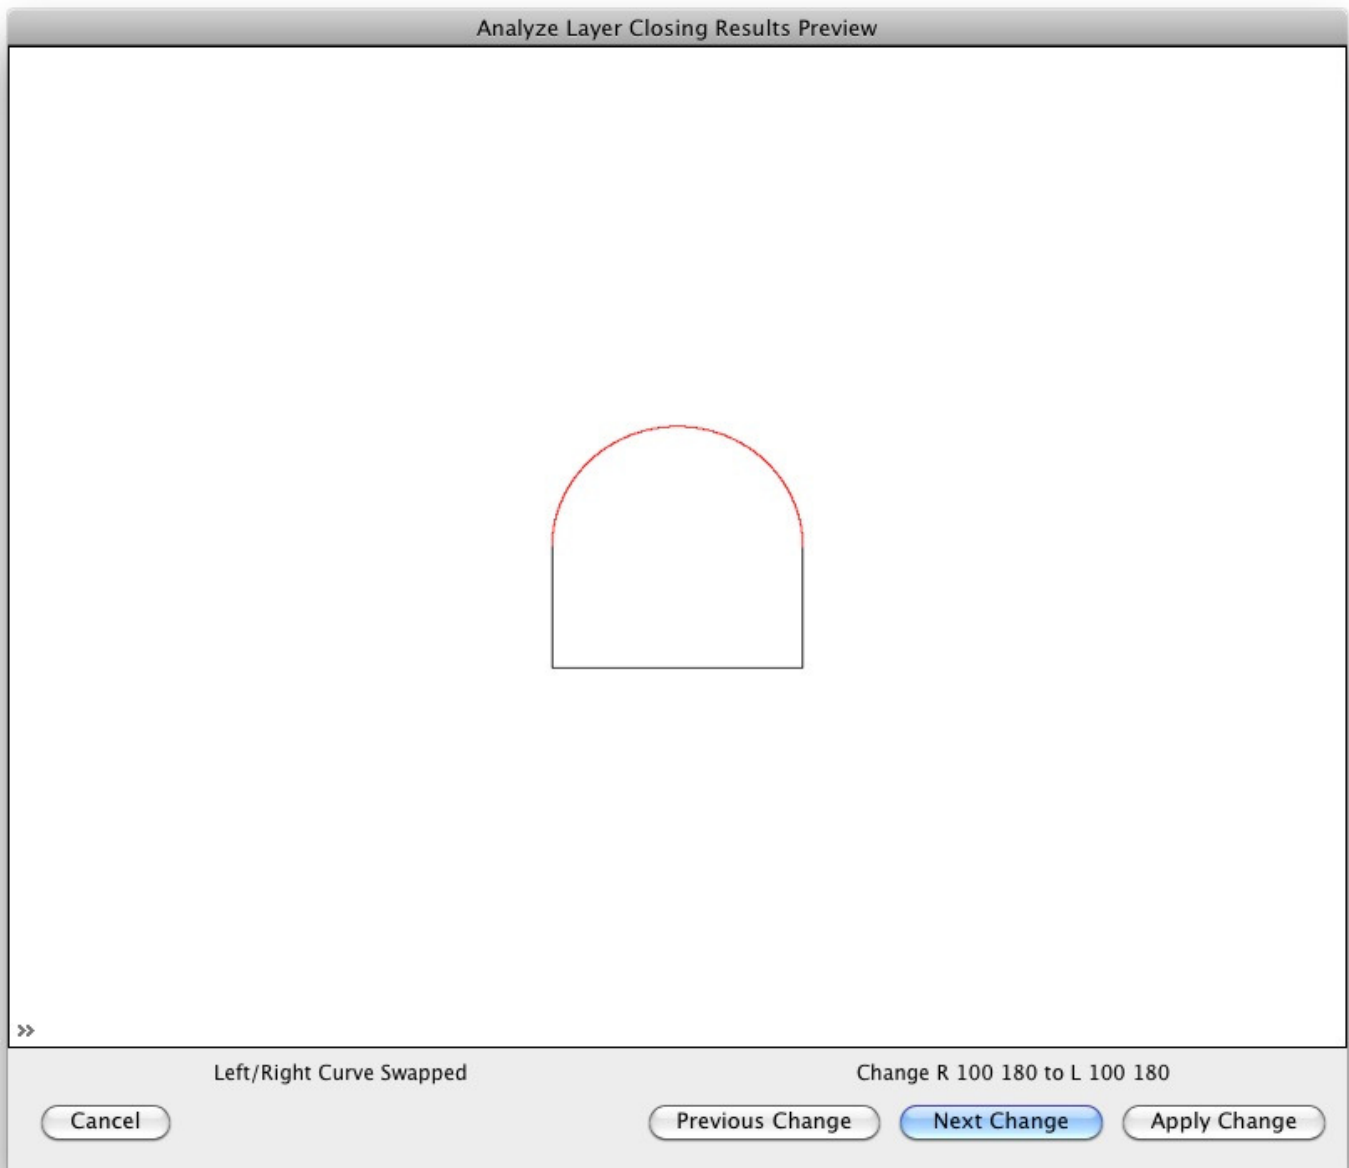 Analyze Layer Closing Results Preview
»
Left/Right Curve Swapped
Change R 100 180 to L 100 180
Cancel
Previous Change
Next Change
Apply Change